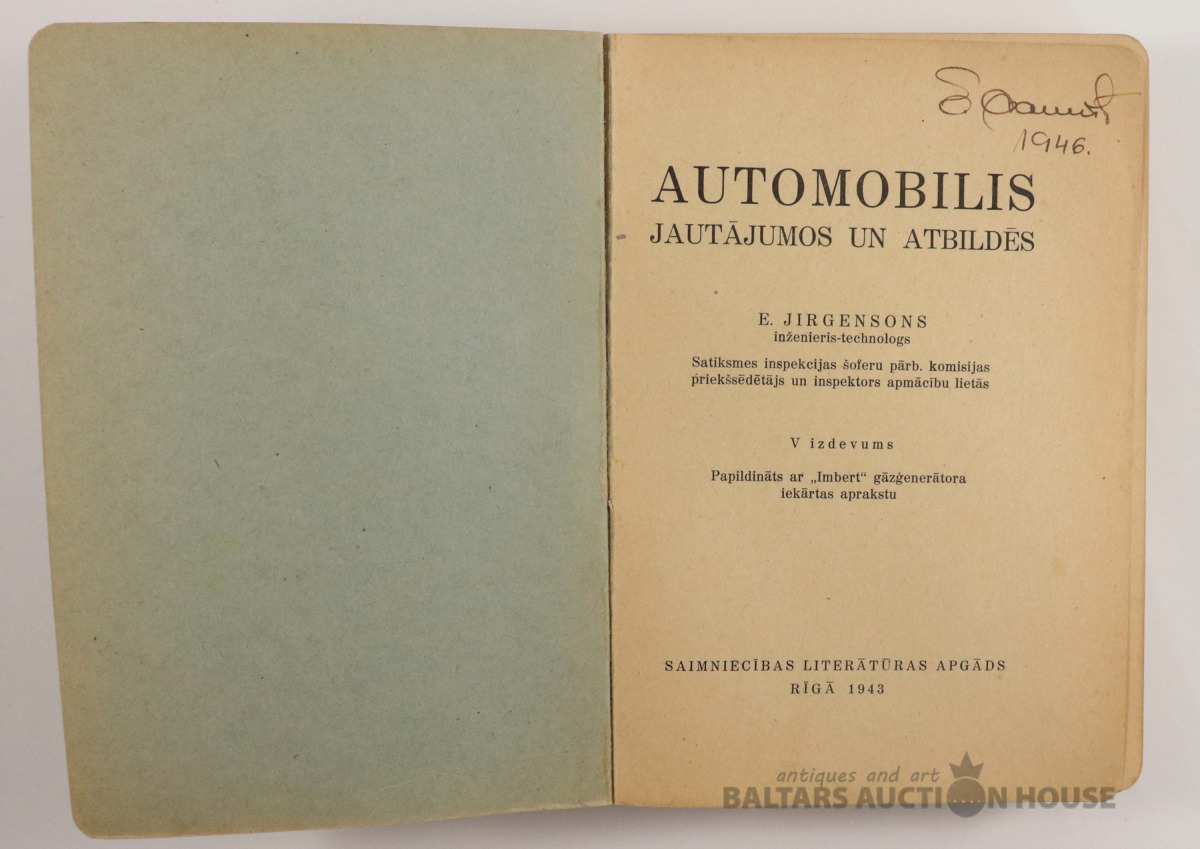 1946.
AUTOMOBILIS
JAUTĀJUMOS UN ATBILDĒS
E. JIRGENSONS
inženieris-technologs
Satiksmes inspekcijas šoferu pārb. komisijas
priekšsēdētājs un inspektors apmācību lietās
V izdevums
Papildināts ar „Imbert“ gāzģenerātora
iekārtas aprakstu
SAIMNIECĪBAS LITERĀTŪRAS APGĀDS
RĪGĀ 1943
antiques and art
BALTARS AUCTION HOUSE